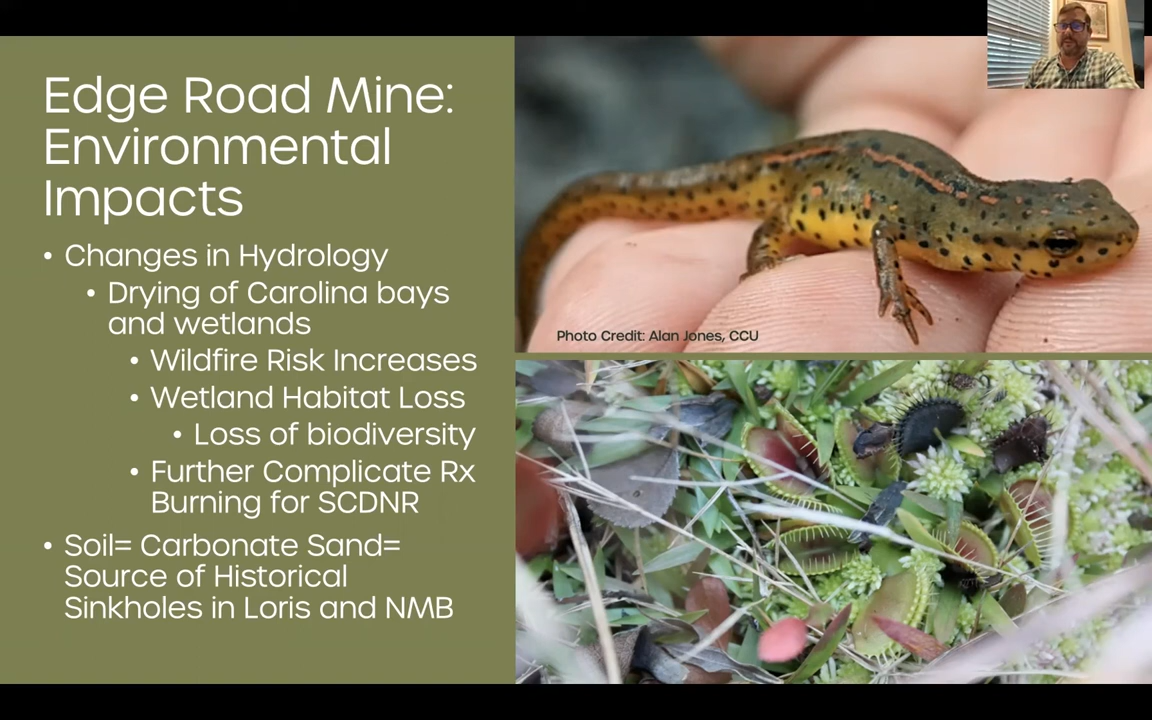 Edge Road Mine:
Environmental
Impacts
• Changes in Hydrology
• Drying of Carolina bays
and wetlands
• Wildfire Risk Increases
• Wetland Habitat Loss
• Loss of biodiversity
• Further Complicate Rx
Burning for SCDNR
• Soil= Carbonate Sand=
Source of Historical
Sinkholes in Loris and NMB
Photo Credit: Alan Jones, CCU